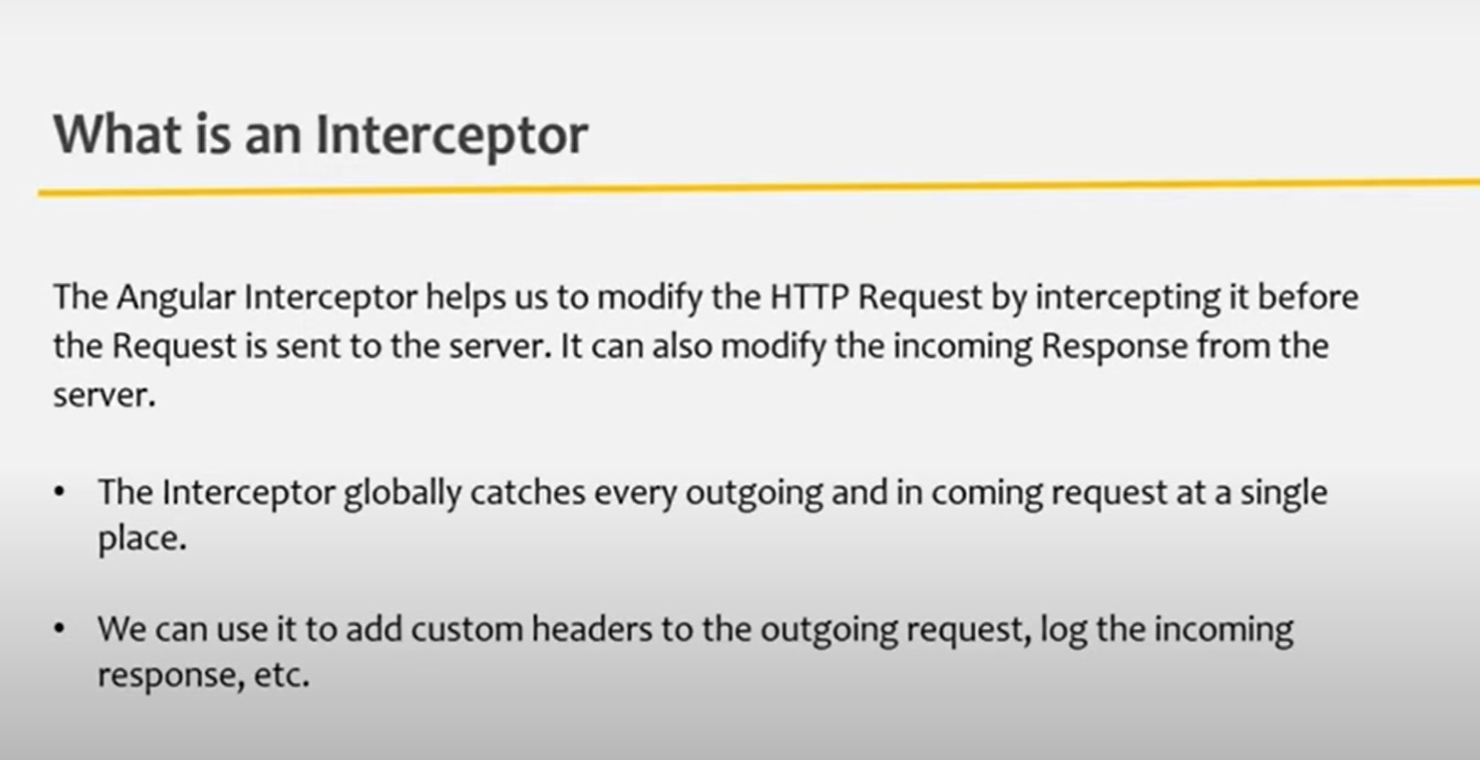 What is an Interceptor
The Angular Interceptor helps us to modify the HTTP Request by intercepting it before
the Request is sent to the server. It can also modify the incoming Response from the
server.
• The Interceptor globally catches every outgoing and in coming request at a single
place.
• We can use it to add custom headers to the outgoing request, log the incoming
response, etc.